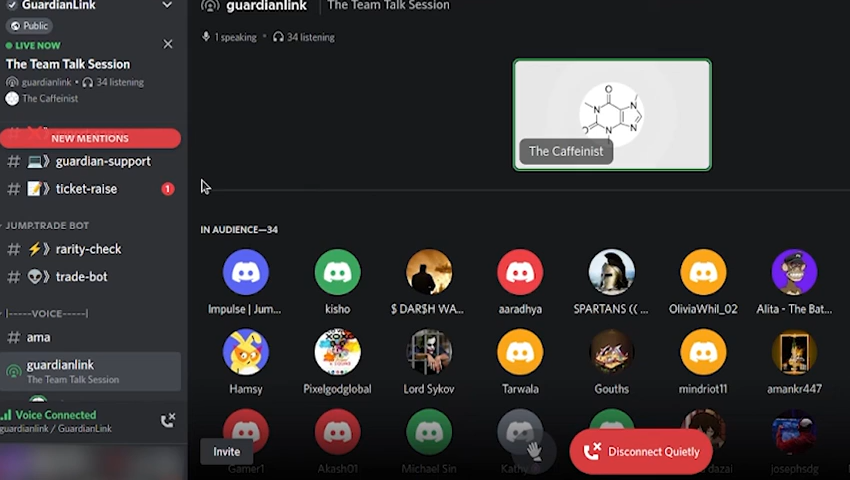 GuardianLink
Public
LIVE NOW
The Team Talk Session
guardianlink • 34 listening
The Caffeinist
NEW MENTIONS
# 💻》 guardian-support
# 📝》 ticket-raise 1
JUMP.TRADE BOT
# ⚡》 rarity-check
# 👽》 trade-bot
|-----VOICE-----|
# ama
guardianlink
The Team Talk Session
Voice Connected
guardianlink / GuardianLink
guardianlink | The Team Talk Session
1 speaking • 34 listening
O
N
N
N
N
O
The Caffeinist
IN AUDIENCE—34
Impulse | Jum... kisho $ DAR$H WA... aaradhya SPARTANS (( ... OliviaWhil_02 Alita - The Bat...
Hamsy Pixelgodglobal Lord Sykov Tarwala Gouths mindriot11 amankr447
Gamer1 Akash01 Michael Sin Kathy dazai josephsdg
Invite
Disconnect Quietly